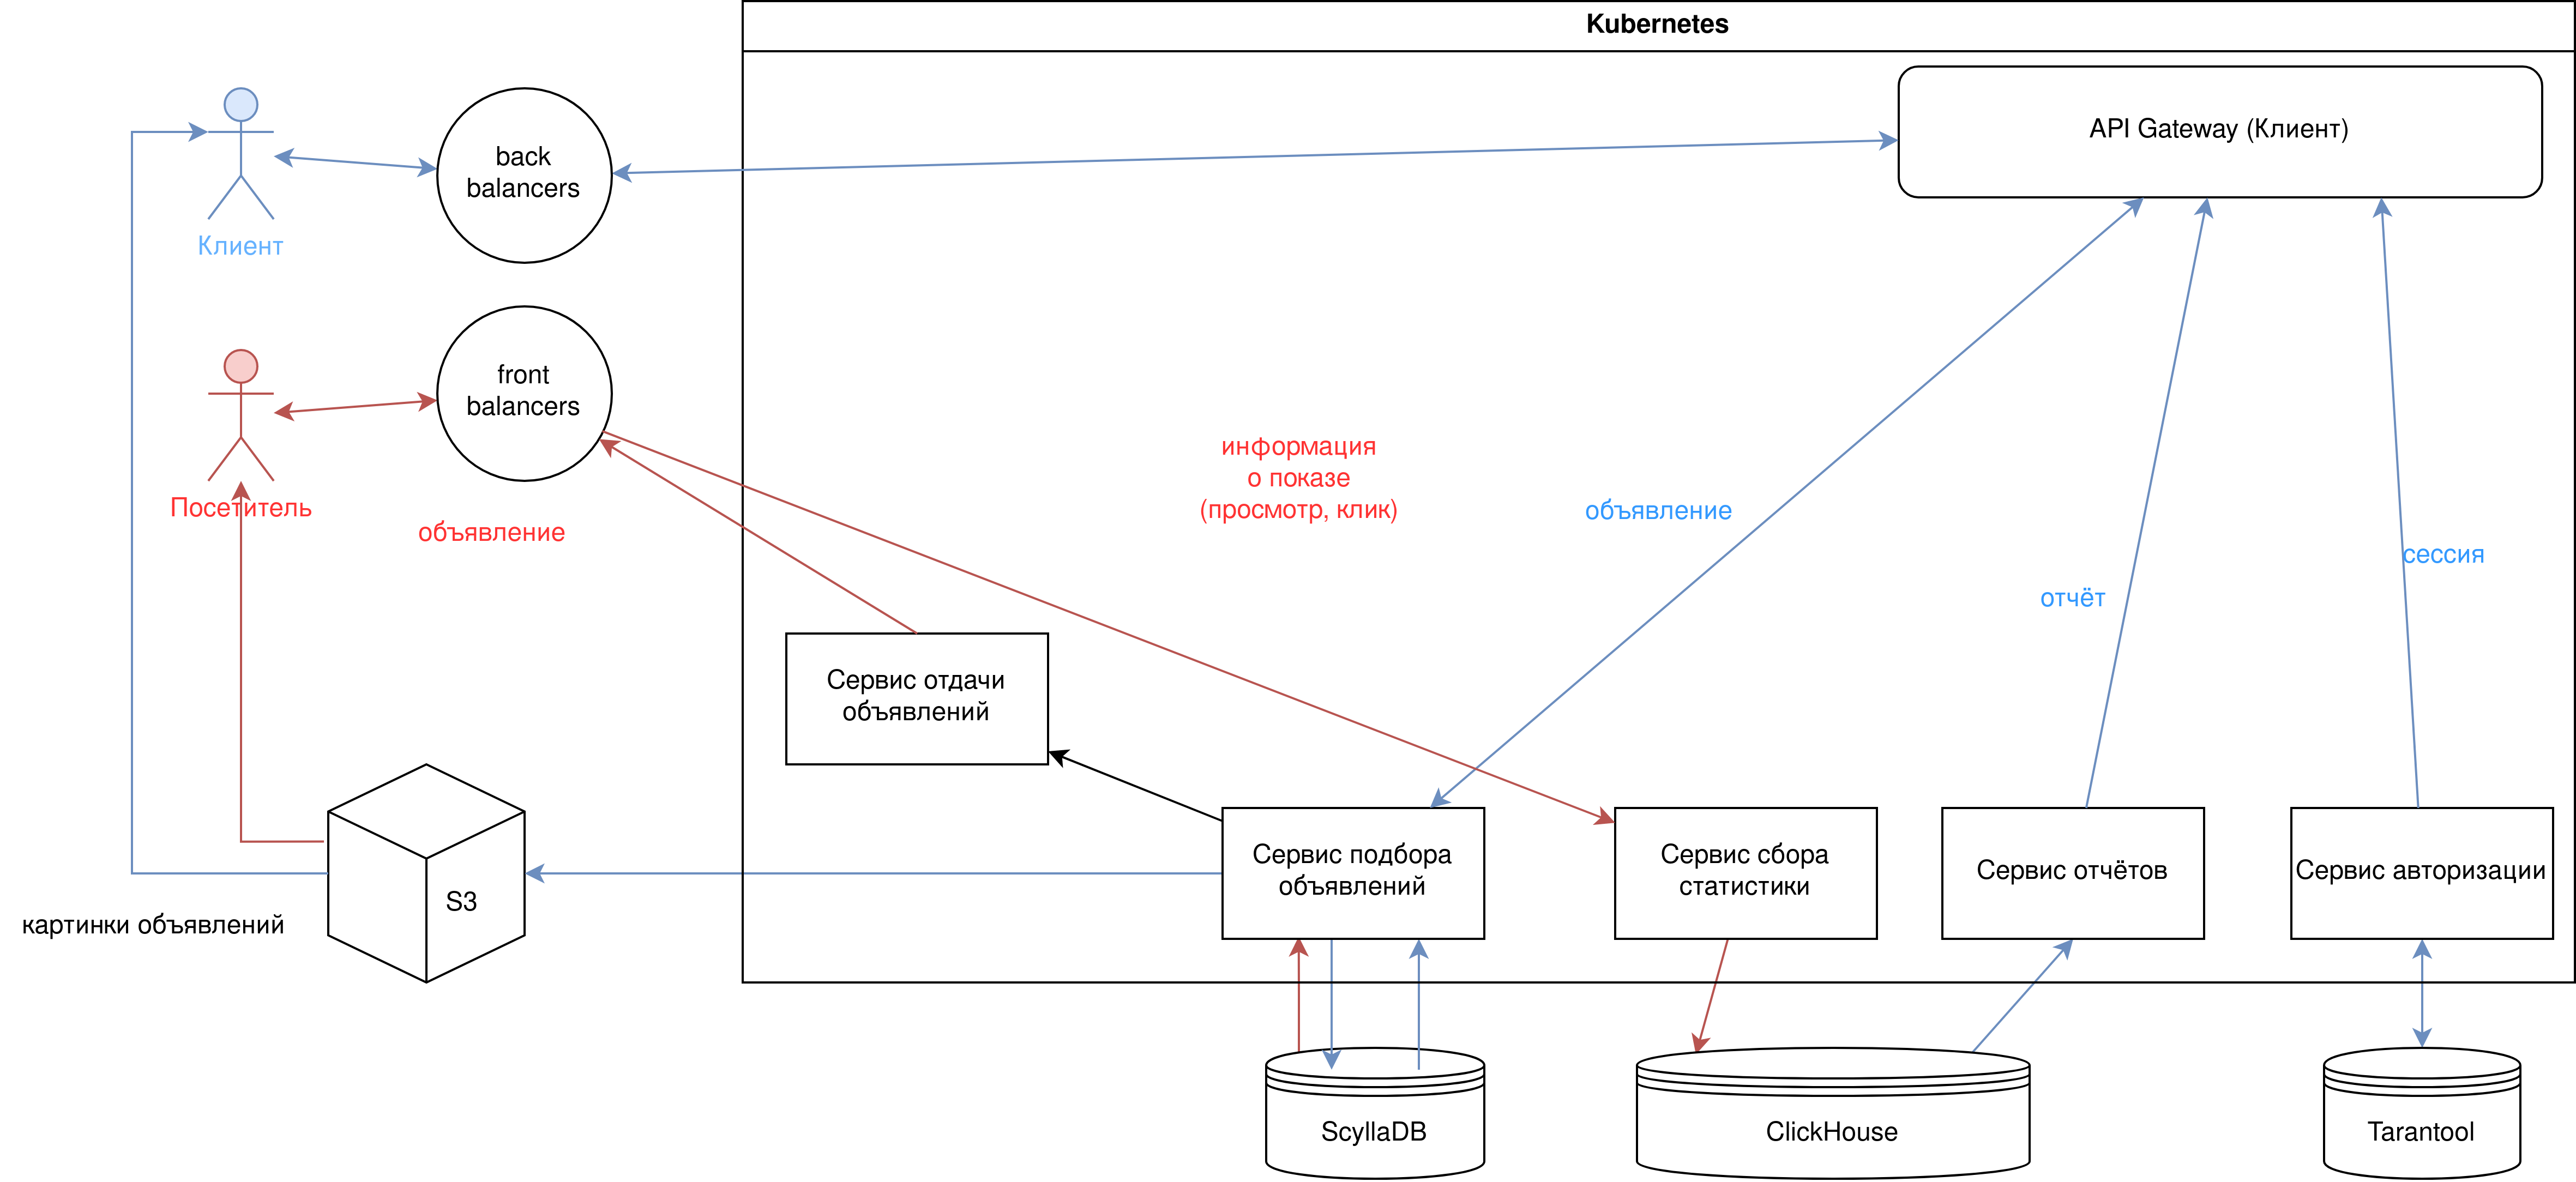 Kubernetes
API Gateway (Клиент)
back
balancers
Клиент
front
balancers
Посетитель
объявление
информация
о показе
(просмотр, клик)
объявление
сессия
отчёт
Сервис отдачи
объявлений
Сервис подбора
объявлений
Сервис сбора
статистики
Сервис отчётов
Сервис авторизации
S3
картинки объявлений
ScyllaDB
ClickHouse
Tarantool